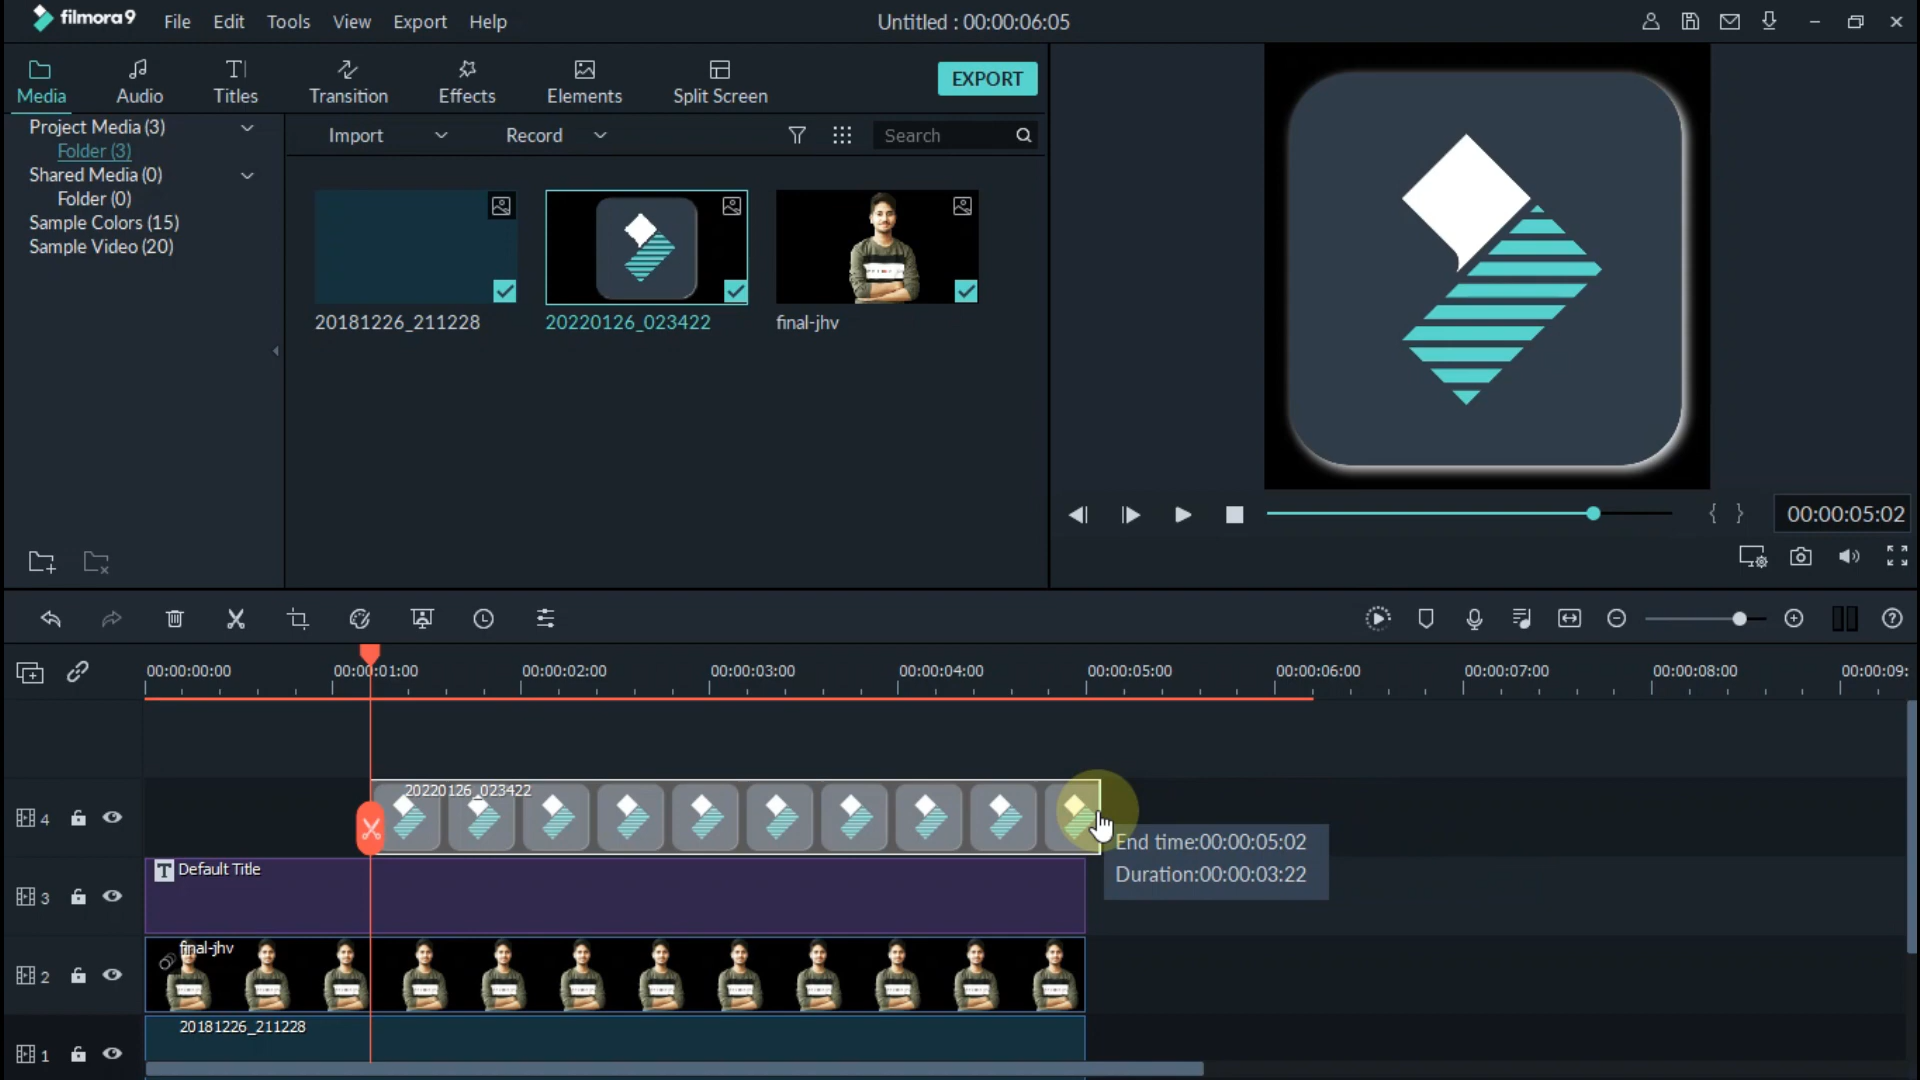 filmora9 File Edit Tools View Export Help Untitled : 00:00:06:05
Media Audio Titles Transition Effects Elements Split Screen EXPORT
Project Media (3)
Folder (3)
Shared Media (0)
Folder (0)
Sample Colors (15)
Sample Video (20)
Import Record Search
20181226_211228 20220126_023422 final-jhv
{ } 00:00:05:02
00:00:00:00 00:00:01:00 00:00:02:00 00:00:03:00 00:00:04:00 00:00:05:00 00:00:06:00 00:00:07:00 00:00:08:00 00:00:09:
20220126_023422
4
End time:00:00:05:02
Duration:00:00:03:22
T Default Title
3
final-jhv
2
20181226_211228
1